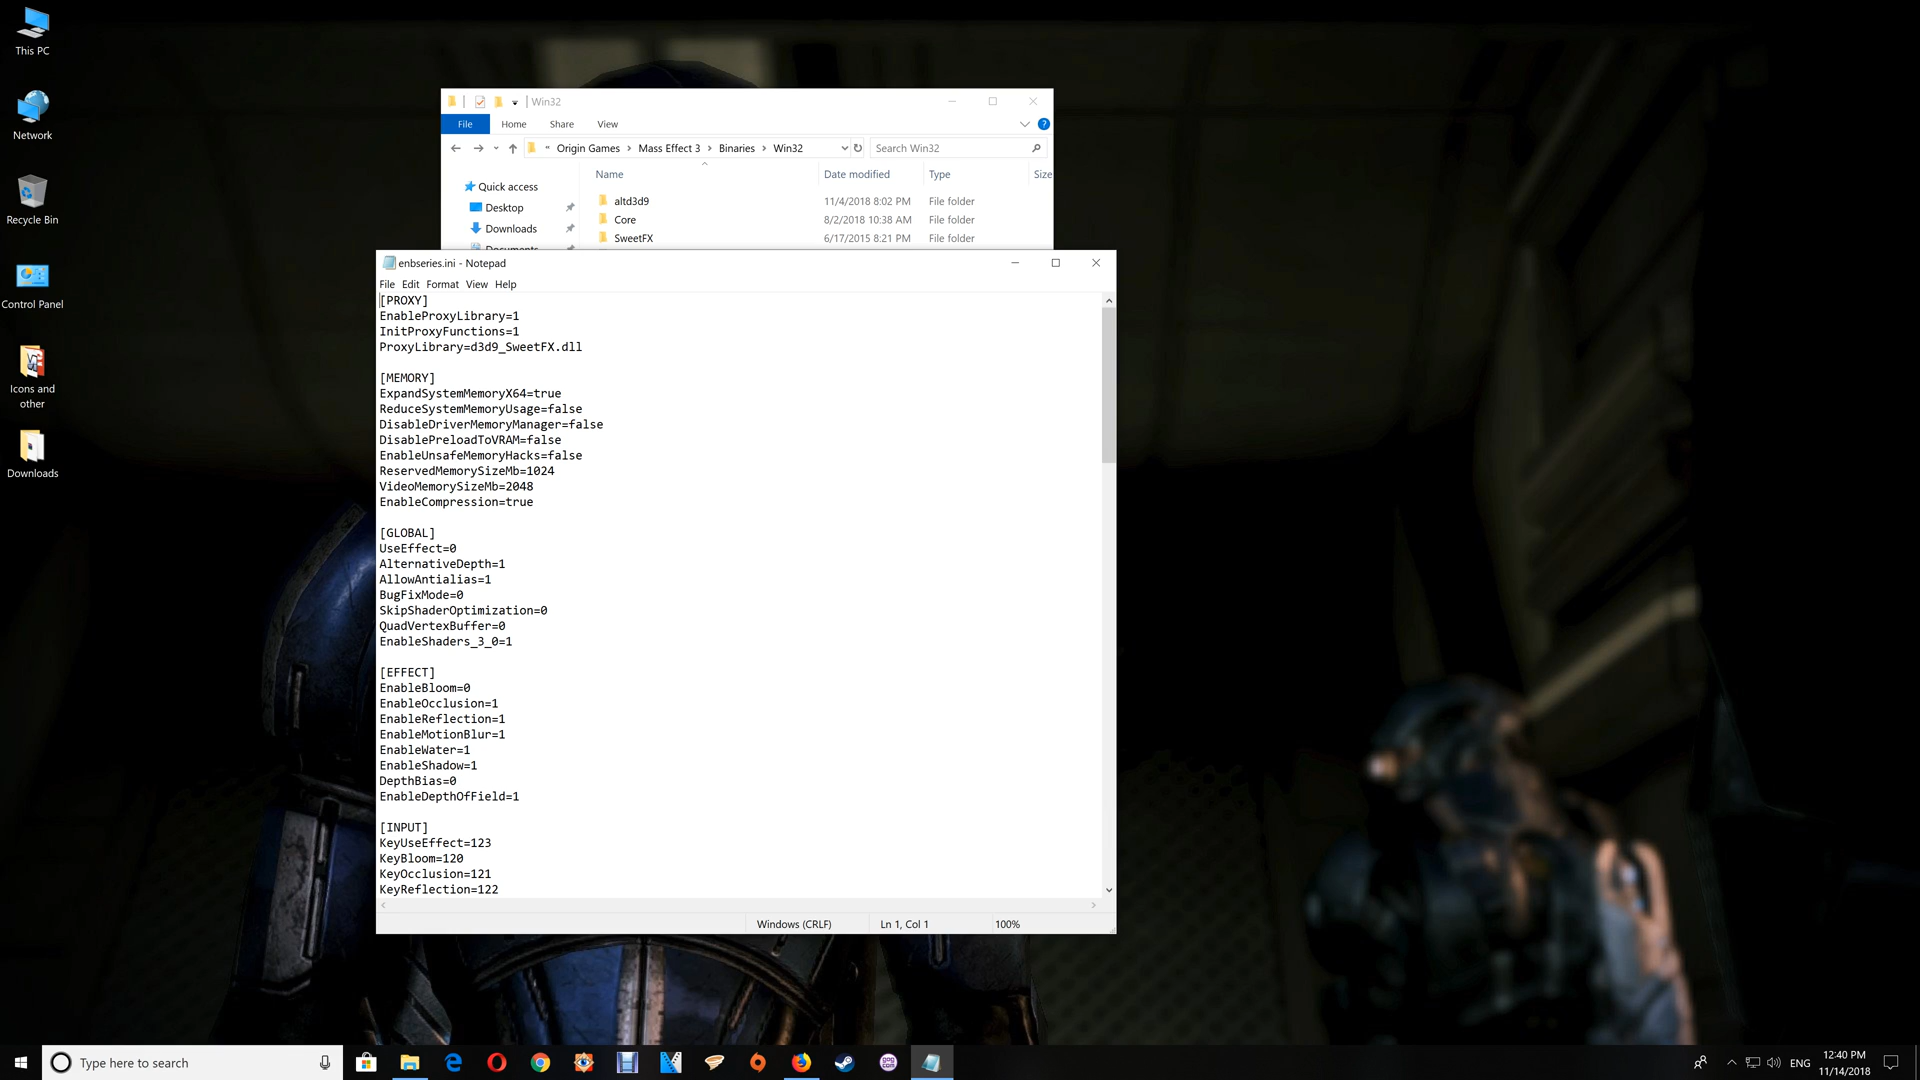 This PC
Network
Recycle Bin
Control Panel
Icons and
other
Downloads
Win32
File Home Share View
Origin Games > Mass Effect 3 > Binaries > Win32
Search Win32
Name Date modified Type Size
Quick access
Desktop
Downloads
Documents
altd3d9 11/4/2018 8:02 PM File folder
Core 8/2/2018 10:38 AM File folder
SweetFX 6/17/2015 8:21 PM File folder
enbseries.ini - Notepad
File Edit Format View Help
[PROXY]
EnableProxyLibrary=1
InitProxyFunctions=1
ProxyLibrary=d3d9_SweetFX.dll
[MEMORY]
ExpandSystemMemoryX64=true
ReduceSystemMemoryUsage=false
DisableDriverMemoryManager=false
DisablePreloadToVRAM=false
EnableUnsafeMemoryHacks=false
ReservedMemorySizeMb=1024
VideoMemorySizeMb=2048
EnableCompression=true
[GLOBAL]
UseEffect=0
AlternativeDepth=1
AllowAntialias=1
BugFixMode=0
SkipShaderOptimization=0
QuadVertexBuffer=0
EnableShaders_3_0=1
[EFFECT]
EnableBloom=0
EnableOcclusion=1
EnableReflection=1
EnableMotionBlur=1
EnableWater=1
EnableShadow=1
DepthBias=0
EnableDepthOfField=1
[INPUT]
KeyUseEffect=123
KeyBloom=120
KeyOcclusion=121
KeyReflection=122
Windows (CRLF) Ln 1, Col 1 100%
Type here to search
ENG
12:40 PM
11/14/2018